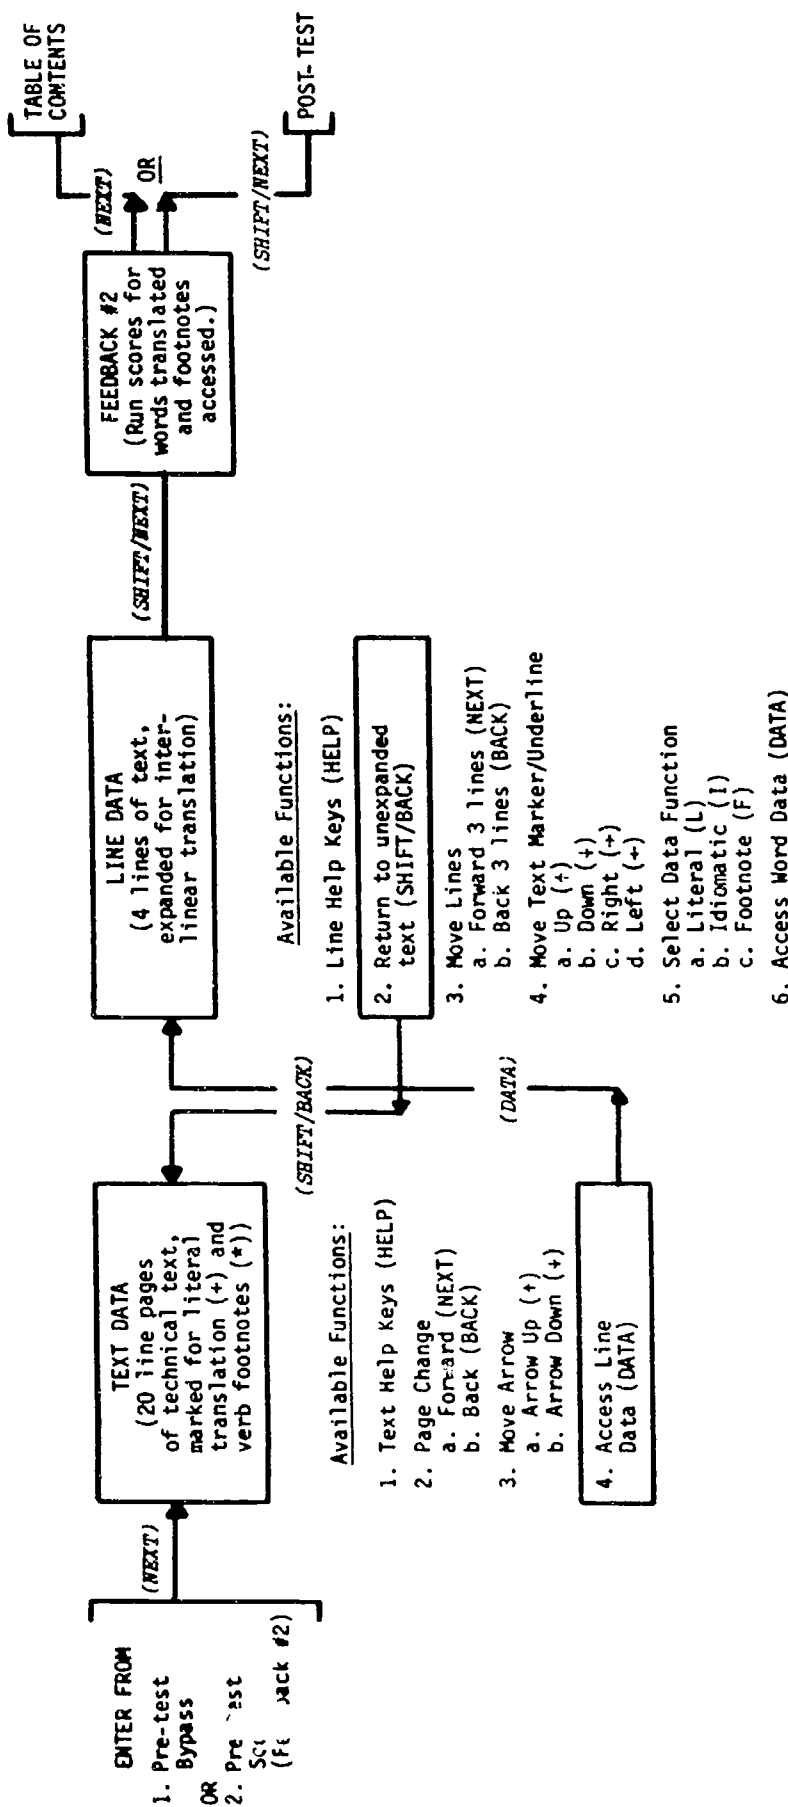 ENTER FROM
1. Pre-test
Bypass
OR
2. Pre
(NEXT)
TEXT DATA
(20 line pages
of technical text,
marked for literal
translation (+) and
verb footnotes (*))
Available Functions:
1. Text Help Keys (HELP)
2. Page Change
a. Forward (NEXT)
b. Back (BACK)
3. Move Arrow
a. Arrow Up (↑)
b. Arrow Down (+)
4. Access Line
Data (DATA)
(SHIFT/BACK)
(DATA)
LINE DATA
(4 lines of text,
expanded for inter-
linear translation)
Available Functions:
1. Line Help Keys (HELP)
2. Return to unexpanded
text (SHIFT/BACK)
3. Move Lines
a. Forward 3 lines (NEXT)
b. Back 3 lines (BACK)
4. Move Text Marker/Underline
a. Up (↑)
b. Down (+)
c. Right (+)
d. Left (+)
5. Select Data Function
a. Literal (L)
b. Idiomatic (I)
c. Footnote (F)
6. Access Word Data (DATA)
(SHIFT/NEXT)
FEEDBACK #2
(Run scores for
words translated
and footnotes
accessed.)
(NEXT)
OR
(SHIFT/NEXT)
TABLE OF
CONTENTS
POST-TEST